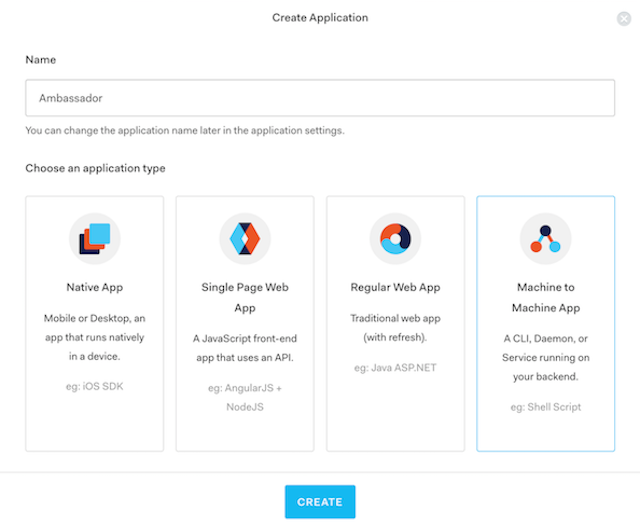 Create Application
Name
Ambassador
You can change the application name later in the application settings.
Choose an application type
Native App
Mobile or Desktop, an
app that runs natively
in a device.
eg: iOS SDK
Single Page Web
App
A JavaScript front-end
app that uses an API.
eg: AngularJS +
NodeJS
Regular Web App
Traditional web app
(with refresh).
eg: Java ASP.NET
Machine to
Machine App
A CLI, Daemon, or
Service running on
your backend.
eg: Shell Script
CREATE